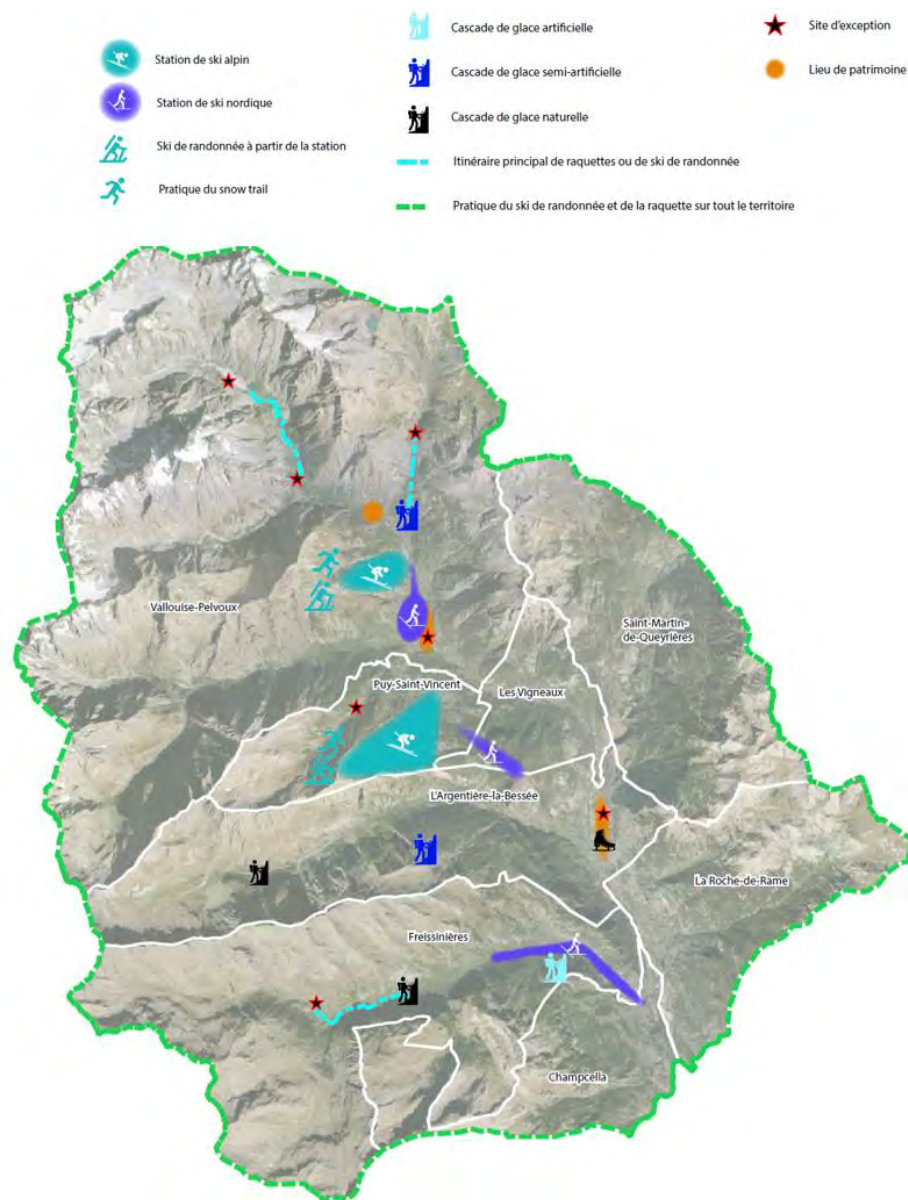 Station de ski alpin
Station de ski nordique
Ski de randonnée à partir de la station
Pratique du snow trail
Cascade de glace artificielle
Cascade de glace semi-artificielle
Cascade de glace naturelle
Itinéraire principal de raquettes ou de ski de randonnée
Pratique du ski de randonnée et de la raquette sur tout le territoire
Site d'exception
Lieu de patrimoine
Vallouise-Pelvoux
Saint-Martin-
de-Queyrières
Puy-Saint-Vincent
Les Vigneaux
L'Argentière-la-Bessée
La Roche-de-Rame
Freissinières
Champcella